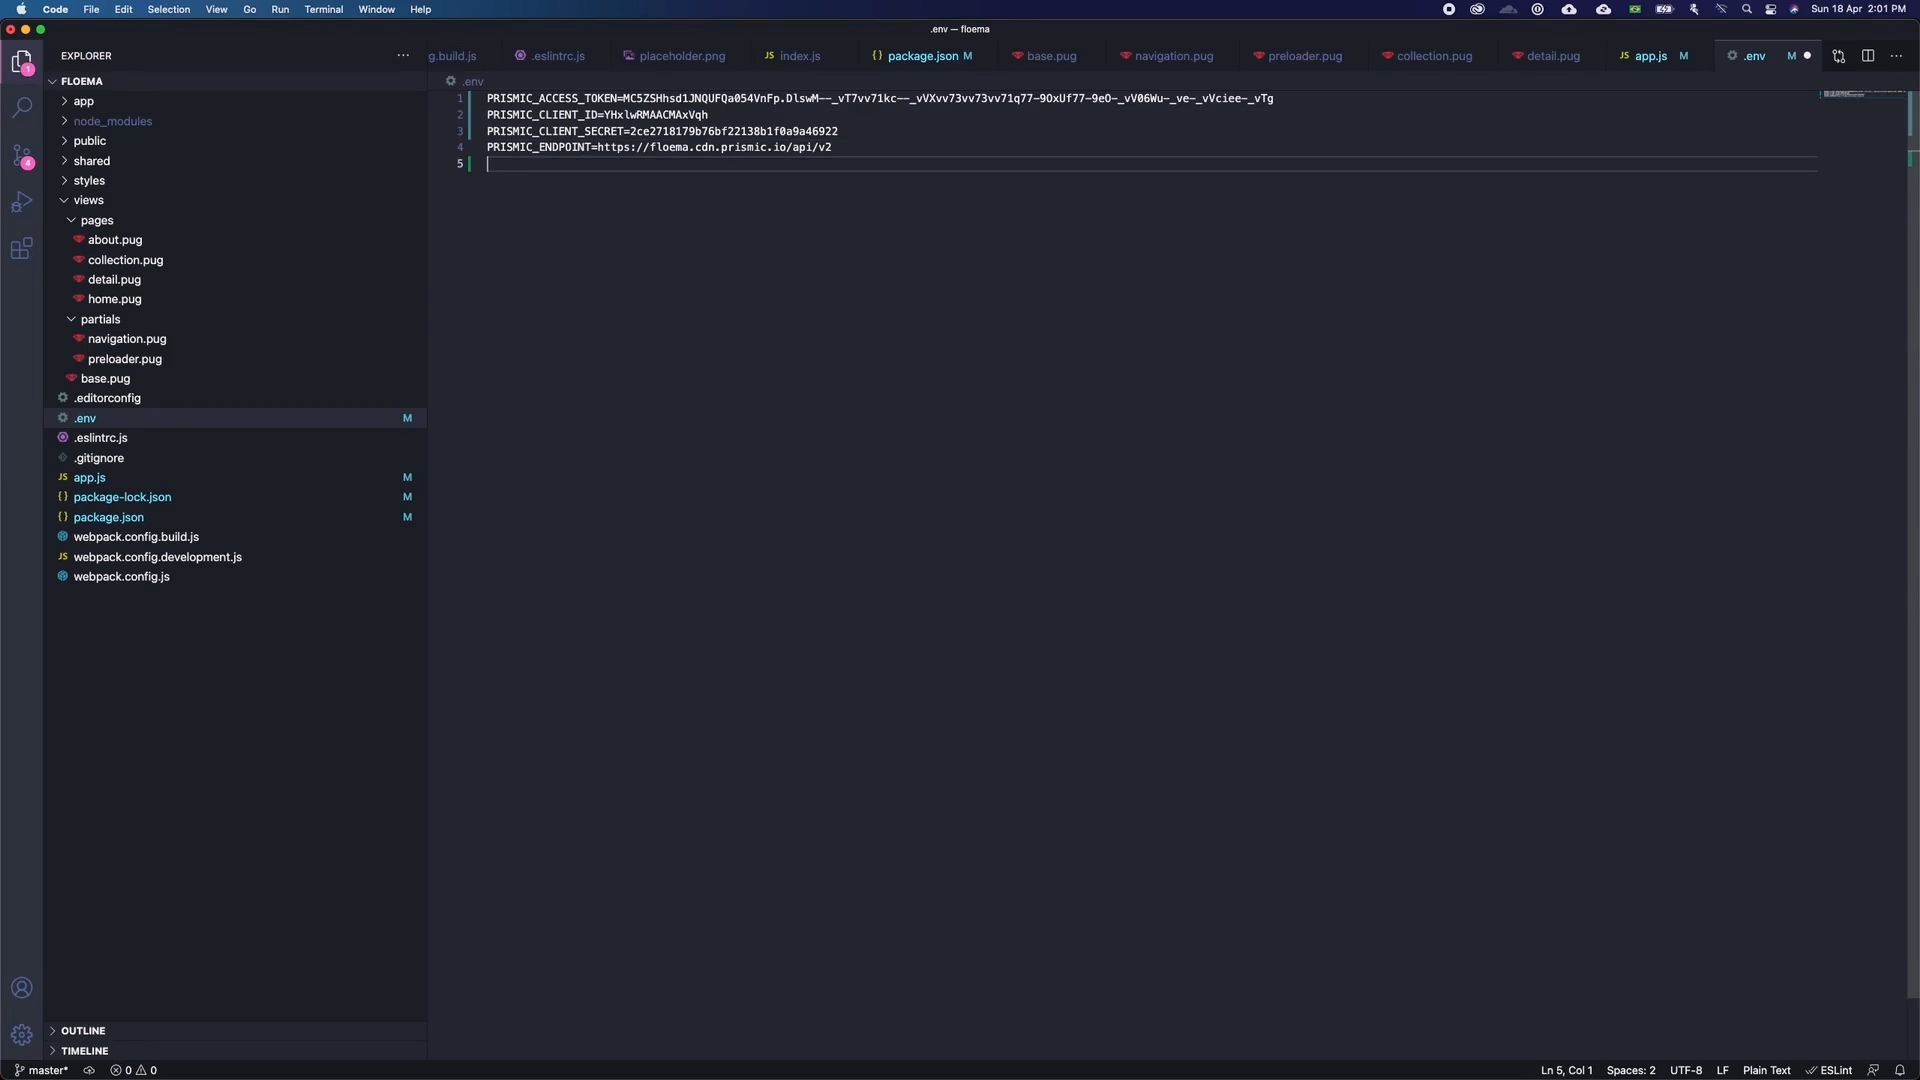 Code File Edit Selection View Go Run Terminal Window Help Sun 18 Apr 2:01 PM
.env — floema
EXPLORER
g.build.js .eslintrc.js placeholder.png JS index.js {} package.json M base.pug navigation.pug preloader.pug collection.pug detail.pug JS app.js M .env M
.env
FLOEMA
app
node_modules
public
shared
styles
views
pages
about.pug
collection.pug
detail.pug
home.pug
partials
navigation.pug
preloader.pug
base.pug
.editorconfig
.env M
.eslintrc.js
.gitignore
JS app.js M
{} package-lock.json M
{} package.json M
webpack.config.build.js
JS webpack.config.development.js
webpack.config.js
1 PRISMIC_ACCESS_TOKEN=MC5ZSHhsd1JNQUFQa054VnFp.DlswM--_vT7vv71kc--_vVXvv73vv73vv71q77-9OxUf77-9eO-_vV06Wu-_ve-_vVciee-_vTg
2 PRISMIC_CLIENT_ID=YHxlwRMAACMAxVqh
3 PRISMIC_CLIENT_SECRET=2ce2718179b76bf22138b1f0a9a46922
4 PRISMIC_ENDPOINT=https://floema.cdn.prismic.io/api/v2
5
1
4
OUTLINE
TIMELINE
master* 0 0 Ln 5, Col 1 Spaces: 2 UTF-8 LF Plain Text ESLint